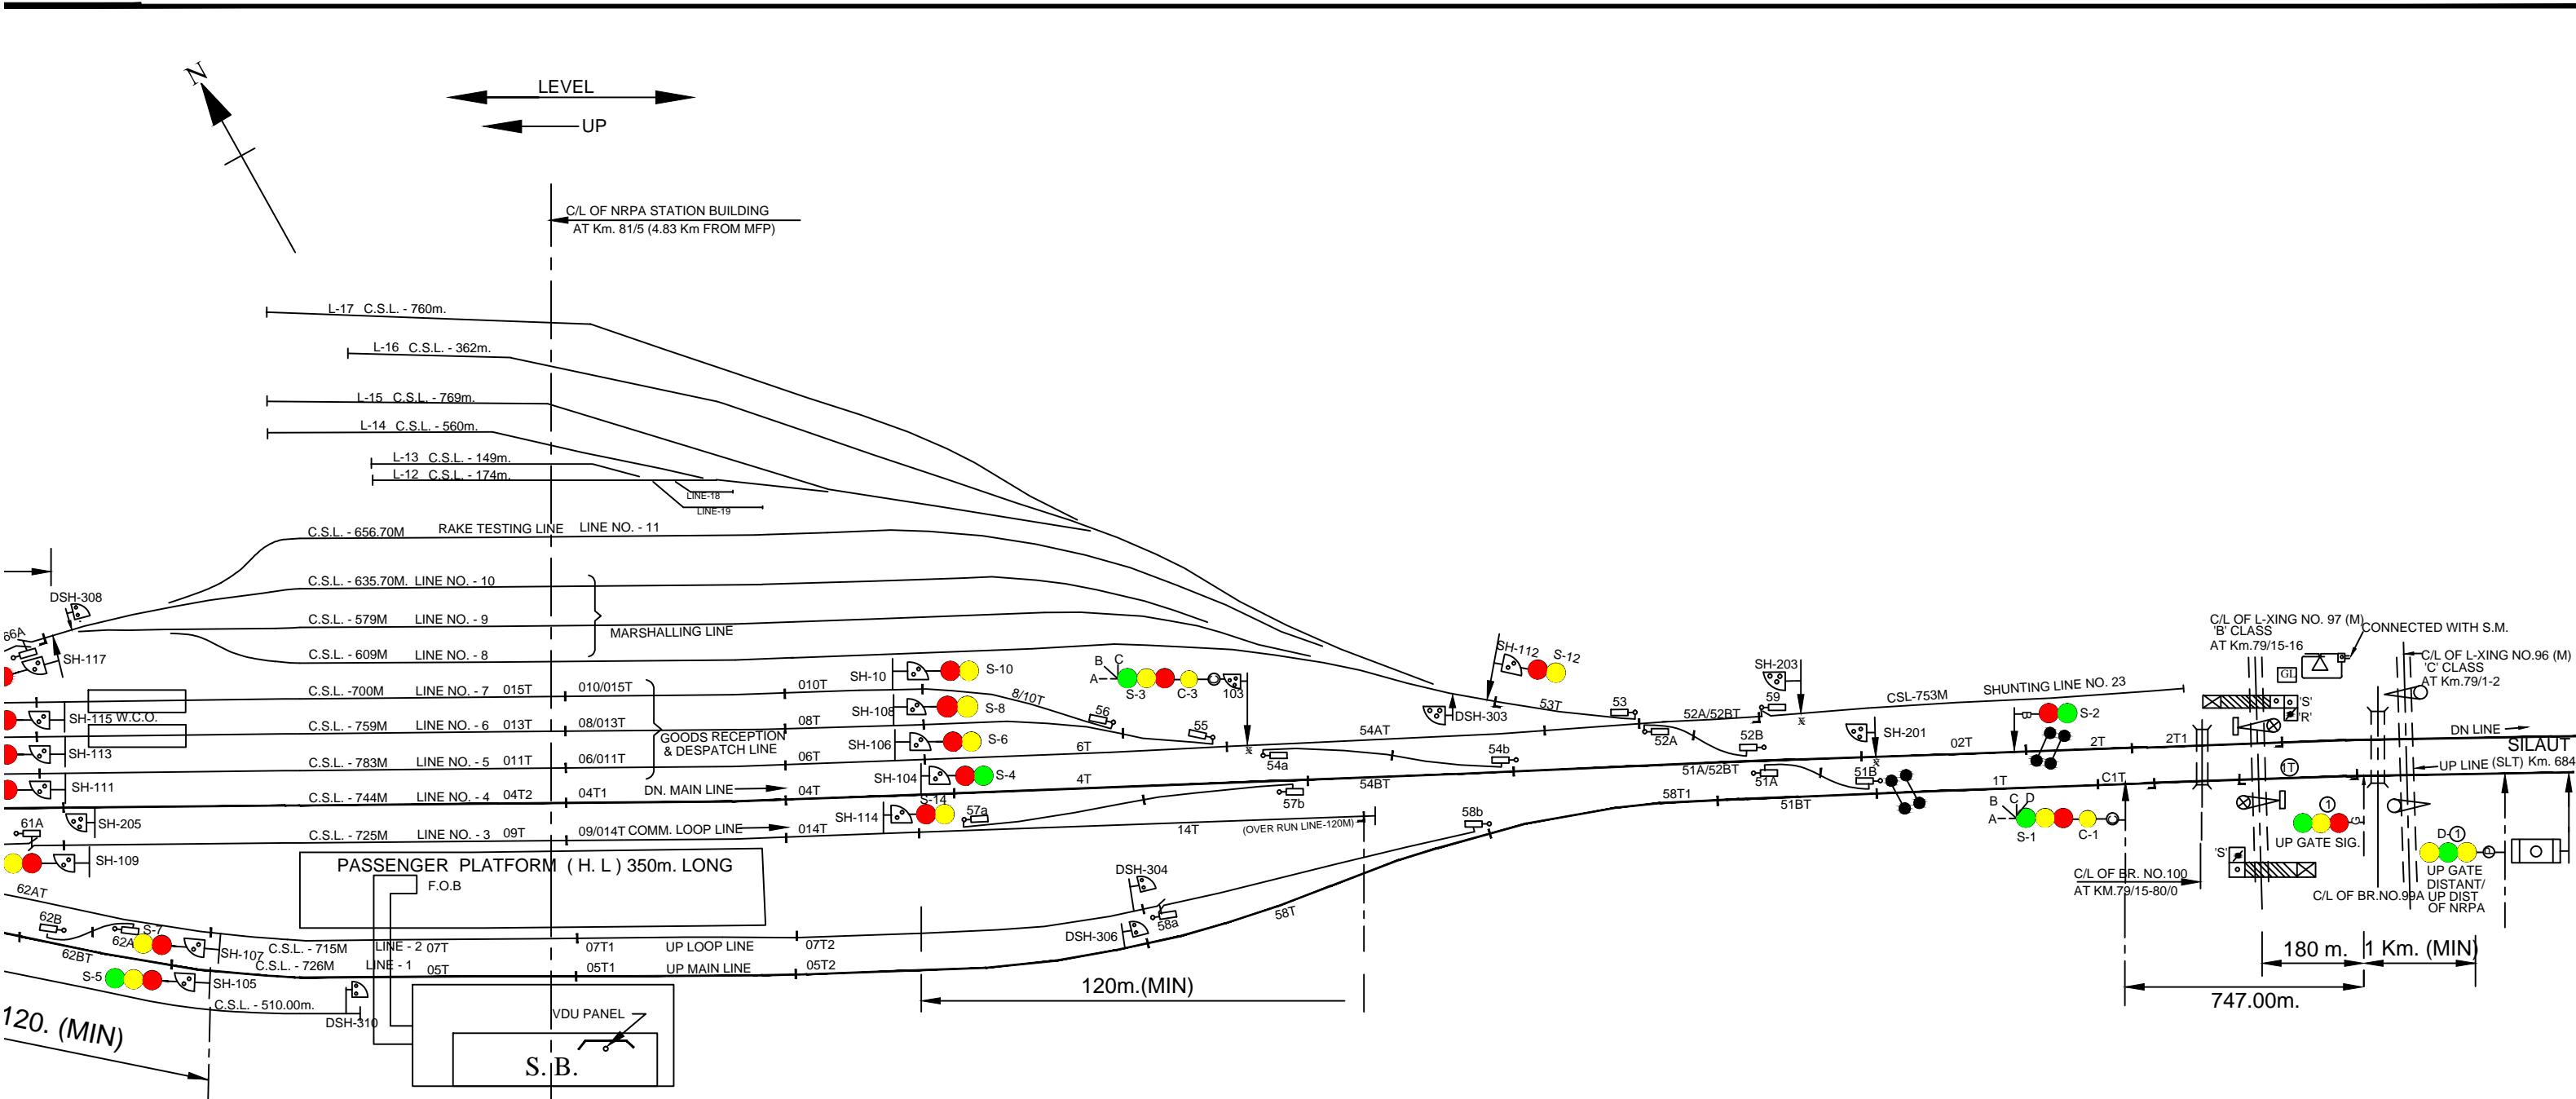 N
LEVEL
UP
C/L OF NRPA STATION BUILDING
AT Km. 81/5 (4.83 Km FROM MFP)
L-17 C.S.L. - 760m.
L-16 C.S.L. - 362m.
L-15 C.S.L. - 769m.
L-14 C.S.L. - 560m.
L-13 C.S.L. - 149m.
L-12 C.S.L. - 174m.
LINE-18
LINE-19
C.S.L. - 656.70M RAKE TESTING LINE LINE NO. - 11
C.S.L. - 635.70M. LINE NO. - 10
C.S.L. - 579M LINE NO. - 9
MARSHALLING LINE
C.S.L. - 609M LINE NO. - 8
DSH-308
66A
SH-117
C.S.L. -700M LINE NO. - 7 015T 010/015T 010T
SH-10 S-10
8/10T
SH-115 W.C.O.
C.S.L. - 759M LINE NO. - 6 013T 08/013T 08T
SH-108 S-8
GOODS RECEPTION
& DESPATCH LINE
SH-113
C.S.L. - 783M LINE NO. - 5 011T 06/011T 06T
SH-106 S-6
6T
SH-111
C.S.L. - 744M LINE NO. - 4 04T2 04T1 DN. MAIN LINE 04T
SH-104 S-4
4T
SH-205
61A
C.S.L. - 725M LINE NO. - 3 09T 09/014T COMM. LOOP LINE 014T
SH-114 S-14
57a
14T
(OVER RUN LINE-120M)
SH-109
PASSENGER PLATFORM ( H. L ) 350m. LONG
F.O.B
62AT
62B
62A
S-7
SH-107
62BT
C.S.L. - 715M LINE - 2 07T 07T1 UP LOOP LINE 07T2
C.S.L. - 726M LINE - 1 05T 05T1 UP MAIN LINE 05T2
S-5 SH-105
C.S.L. - 510.00m.
DSH-310
VDU PANEL
S. B.
120. (MIN)
120m.(MIN)
B C
A
S-3 C-3 103
56
55
54a
54b
54AT
54BT
57b
58b
DSH-304
58a
DSH-306
58T
58T1
DSH-303
SH-112 S-12
53T
53
52A/52BT
52A
52B
59
SH-203
CSL-753M SHUNTING LINE NO. 23
51A/52BT
51A
51B
51BT
SH-201
B S-2
02T
2T
2T1
1T
C1T
B C D
A
S-1 C-1 C
C/L OF L-XING NO. 97 (M)
'B' CLASS
AT Km.79/15-16
GL
CONNECTED WITH S.M.
C/L OF L-XING NO.96 (M)
'C' CLASS
AT Km.79/1-2
'S'
'R'
DN LINE
SILAUT
UP LINE (SLT) Km. 684
1T
1
G
UP GATE SIG.
'S'
C/L OF BR. NO.100
AT KM.79/15-80/0
C/L OF BR.NO.99A
D-1
P
UP GATE
DISTANT/
UP DIST
OF NRPA
180 m.
1 Km. (MIN)
747.00m.